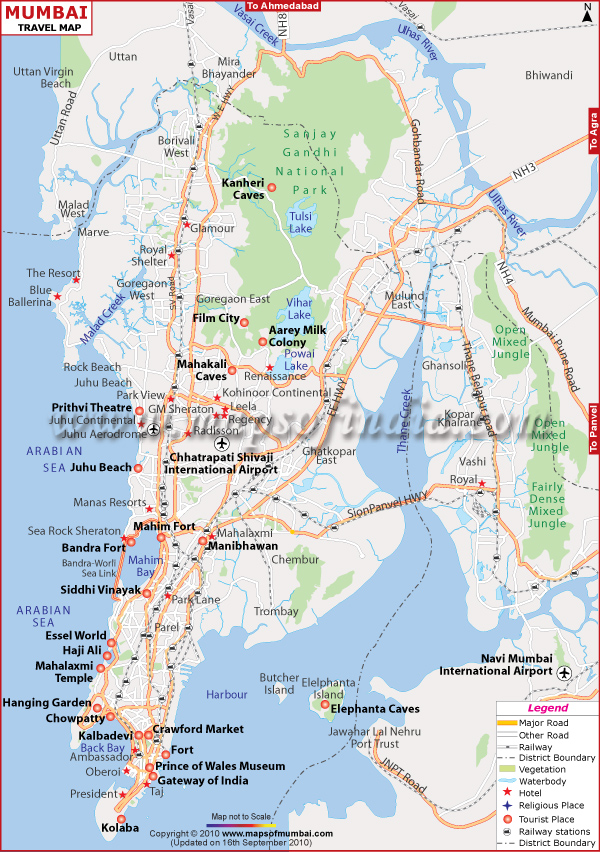 MUMBAI
TRAVEL MAP
To Ahmedabad
Vasai Creek
NH8
Vasai
Vasai
N
Ulhas River
Uttan
Mira
Bhayander
Uttan Virgin
Beach
Bhiwandi
Uttan Road
W E HWY
Gohbandar Road
To Agra
Borivali
West
Sanjay
Gandhi
National
Park
NH3
Kanheri
Caves
Ulhas River
Malad
West
Tulsi
Lake
Marve
Glamour
Royal
Shelter
NH4
The Resort
Goregaon
West
Blue
Ballerina
S.V. Road
Goregaon East
Vihar
Lake
Mulund
East
Malad Creek
Film City
Mumbai Pune Road
Aarey Milk
Colony
Open
Mixed
Jungle
Powai
Lake
Rock Beach
Mahakali
Caves
Renaissance
Ghansoli
Thane Belapur Road
Juhu Beach
Park View
Kohinoor Continental
E E HWY
Thane Creek
Prithvi Theatre
GM Sheraton
Leela
Kopar
Khairane
To Panvel
Juhu Centinental
Regency
Open
Mixed
Jungle
www.mapsofindia.com
Juhu Aerodrome
Radisson
ARABIAN
SEA
Chhatrapati Shivaji
International Airport
Ghatkopar
East
Vashi
Juhu Beach
Royal
Fairly
Dense
Mixed
Jungle
Manas Resorts
SionPanvel HWY
Mahim Fort
Sea Rock Sheraton
Mahalaxmi
Bandra Fort
Manibhawan
Bandra-Worli
Sea Link
Mahim
Bay
Chembur
Siddhi Vinayak
Park Lane
ARABIAN
SEA
Trombay
Parel
Essel World
Haji Ali
Mahalaxmi
Temple
Navi Mumbai
International Airport
Butcher
Island
Elelphanta
Island
Harbour
Hanging Garden
Elephanta Caves
Chowpatty
Kalbadevi
Crawford Market
Jawahar Lal Nehru
Port Trust
Back Bay
Fort
Ambassador
Oberoi
Prince of Wales Museum
Gateway of India
JNPT Road
President
Taj
Kolaba
Legend
Major Road
Other Road
Railway
District Boundary
Vegetation
Waterbody
Hotel
Religious Place
Tourist Place
Railway stations
District Boundary
Map not to Scale
Copyright © 2010 www.mapsofmumbai.com
(Updated on 16th September 2010)